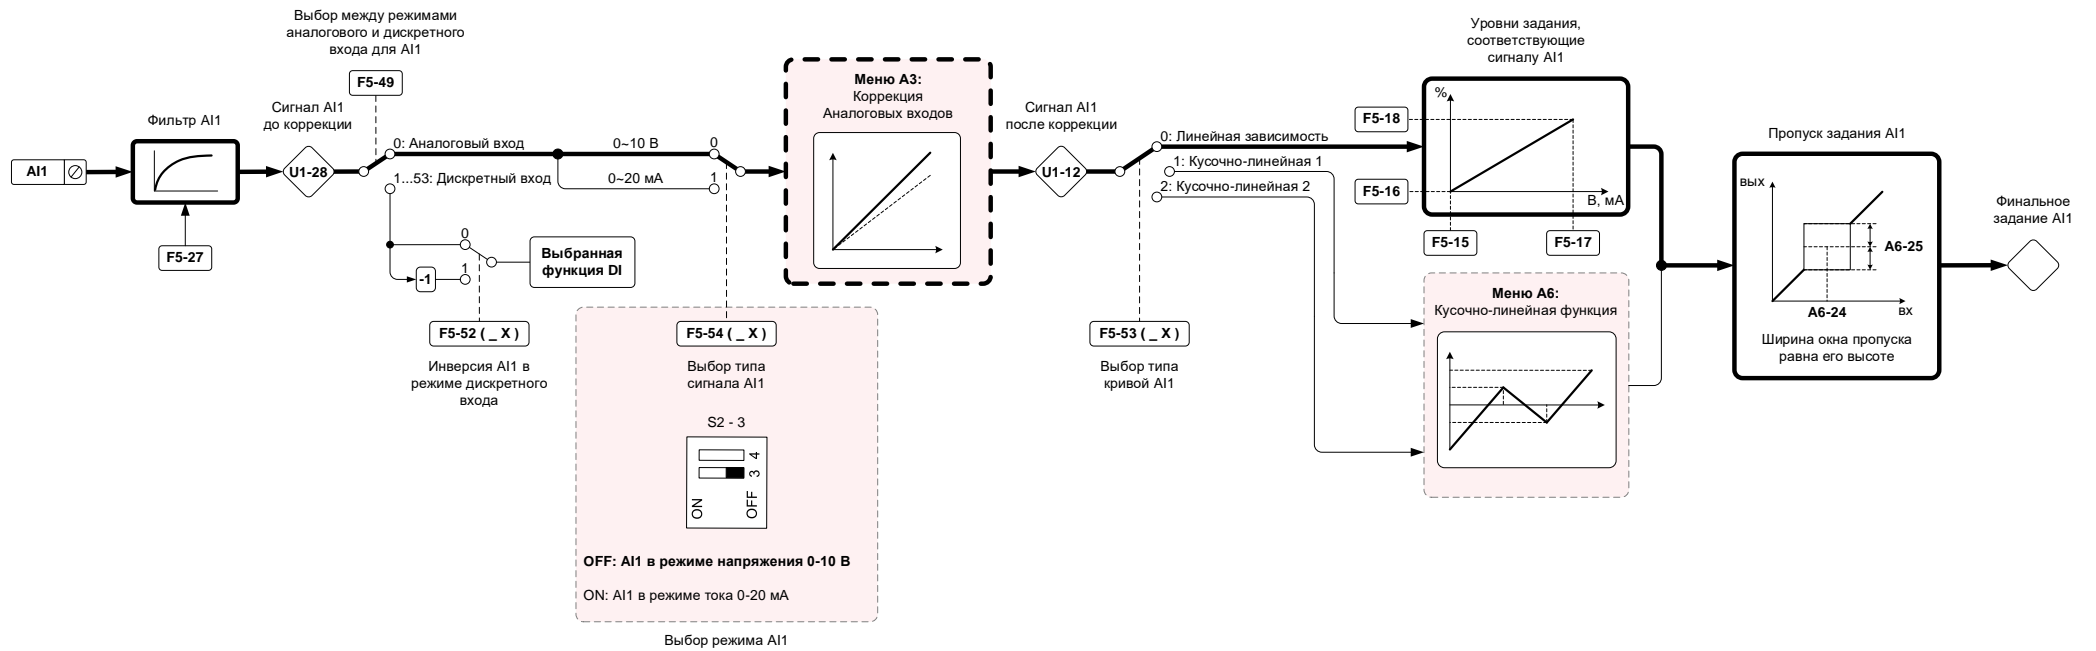 Выбор между режимами
аналогового и дискретного
входа для AI1
F5-49
Сигнал AI1
до коррекции
Фильтр AI1
AI1
F5-27
U1-28
0: Аналоговый вход
1...53: Дискретный вход
0~10 В
0~20 мА
0
1
0
1
-1
Выбранная
функция DI
F5-52 ( _ X )
Инверсия AI1 в
режиме дискретного
входа
F5-54 ( _ X )
Выбор типа
сигнала AI1
S2 - 3
4
3
ON
OFF
OFF: AI1 в режиме напряжения 0-10 В
ON: AI1 в режиме тока 0-20 мА
Выбор режима AI1
Меню A3:
Коррекция
Аналоговых входов
Сигнал AI1
после коррекции
U1-12
0: Линейная зависимость
1: Кусочно-линейная 1
2: Кусочно-линейная 2
F5-53 ( _ X )
Выбор типа
кривой AI1
Уровни задания,
соответствующие
сигналу AI1
%
В, мА
F5-18
F5-16
F5-15
F5-17
Меню A6:
Кусочно-линейная функция
Пропуск задания AI1
вых
A6-25
A6-24
вх
Ширина окна пропуска
равна его высоте
Финальное
задание AI1